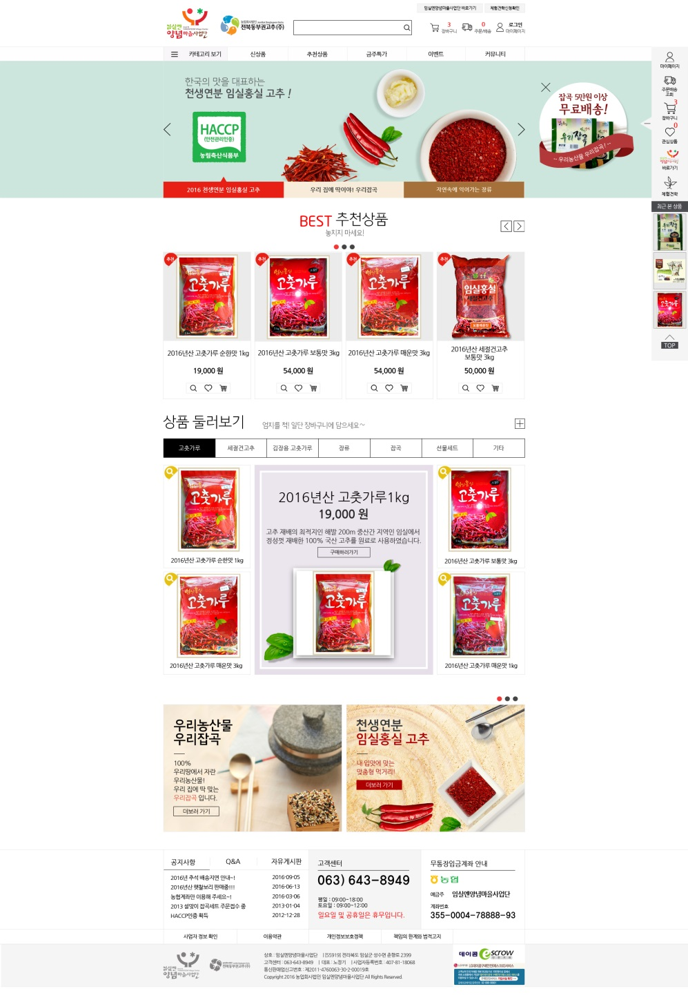 임실엔양념마을사업단 바로가기
체험견학신청확인
임실엔
양념마을사업단
농업회사법인
전북동부권고추(주)
3
장바구니
0
주문/배송
로그인
마이페이지
카테고리 보기
신상품
추천상품
금주특가
이벤트
커뮤니티
한국의 맛을 대표하는
천생연분 임실홍실 고추 !
HACCP
(안전관리인증)
농림축산식품부
잡곡 5만원 이상
무료배송!
우리잡곡
·· 우리농산물 우리잡곡! ··
2016 천생연분 임실홍실 고추
우리 집에 딱이야! 우리잡곡
자연속에 익어가는 장류
마이페이지
주문배송
조회
3
장바구니
0
관심상품
바로가기
체험견학
최근 본 상품
우리잡곡
고춧가루
TOP
BEST 추천상품
놓치지 마세요!
추천
추천
추천
추천
고춧가루
고춧가루
고춧가루
임실홍실
세절건고추
2016년산 고춧가루 순한맛 1kg
2016년산 고춧가루 보통맛 3kg
2016년산 고춧가루 매운맛 3kg
2016년산 세절건고추
보통맛 3kg
19,000 원
54,000 원
54,000 원
50,000 원
상품 둘러보기
엄지를 척! 일단 장바구니에 담으세요~
고춧가루
세절건고추
김장용 고춧가루
장류
잡곡
선물세트
기타
고춧가루
2016년산 고춧가루 순한맛 1kg
고춧가루
2016년산 고춧가루 매운맛 3kg
2016년산 고춧가루1kg
19,000 원
고추 재배의 최적지인 해발 200m 중산간 지역인 임실에서
정성껏 재배한 100% 국산 고추를 원료로 사용하였습니다.
구매하러가기
고춧가루
고춧가루
2016년산 고춧가루 보통맛 3kg
고춧가루
2016년산 고춧가루 매운맛 1kg
우리농산물
우리잡곡
100%
우리땅에서 자란
우리농산물!
우리 집에 딱 맞는
우리잡곡 입니다.
더보러 가기
천생연분
임실홍실 고추
내 입맛에 맞는
맞춤형 먹거리!
더보러 가기
공지사항
Q&A
자유게시판
2016년 추석 배송지연 안내~! 2016-09-05
2016년산 햇찰보리 판매중!!! 2016-06-13
농협계좌만 이용해 주세요~! 2016-03-06
2013 설맞이 잡곡세트 주문접수 중 2013-01-04
HACCP인증 획득 2012-12-28
고객센터
063) 643-8949
평일 : 09:00~18:00
토요일 : 09:00~12:00
일요일 및 공휴일은 휴무입니다.
무통장입금계좌 안내
농협
예금주 임실엔양념마을사업단
계좌번호
355-0004-78888-93
사업자 정보 확인
이용약관
개인정보보호정책
책임의 한계와 법적고지
임실엔
양념마을사업단
전북동부권고추(주)
상호 : 임실엔양념마을사업단 | [55919] 전라북도 임실군 성수면 춘향로 2399
고객센터 : 063-643-8949 | 대표 : 노정기 | 사업자등록번호 : 407-81-18068
통신판매업신고번호 : 제2011-4760063-30-2-00019호
Copyright 2016 농업회사법인 임실엔양념마을사업단 All Rights Reserved.
데이콤 eSCROW